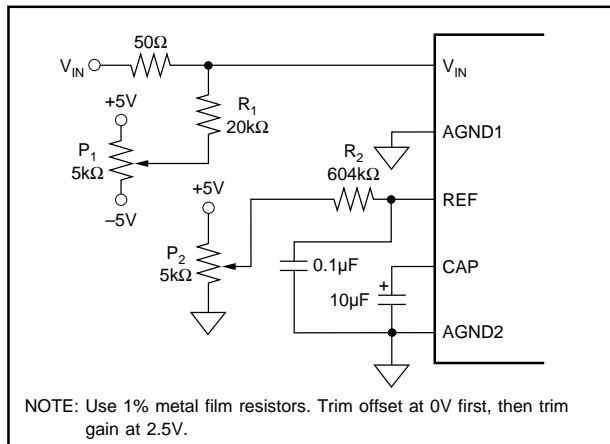 50Ω
V_IN
V_IN
+5V
R_1
20kΩ
AGND1
P_1
5kΩ
R_2
604kΩ
+5V
REF
–5V
P_2
5kΩ
0.1µF
CAP
+
10µF
AGND2
NOTE: Use 1% metal film resistors. Trim offset at 0V first, then trim
gain at 2.5V.